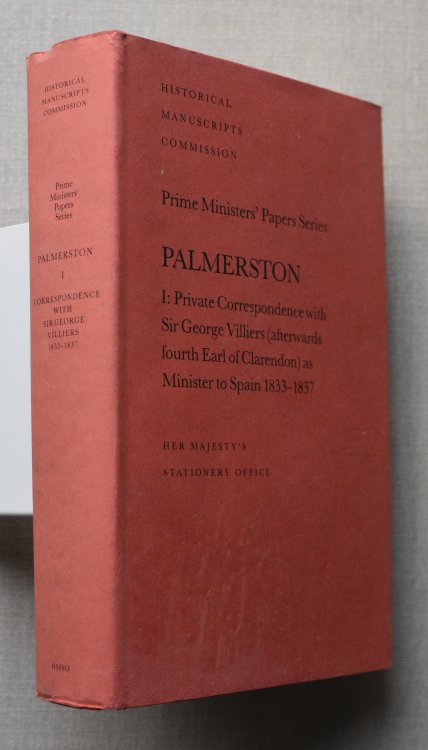 HISTORICAL
MANUSCRIPTS
COMMISSION
Prime
Ministers'
Papers
Series
PALMERSTON
I
CORRESPONDENCE
WITH
SIR GEORGE
VILLIERS
1833–1837
HMSO
HISTORICAL
MANUSCRIPTS
COMMISSION
Prime Ministers' Papers Series
PALMERSTON
I: Private Correspondence with
Sir George Villiers (afterwards
fourth Earl of Clarendon) as
Minister to Spain 1833–1837
HER MAJESTY'S
STATIONERY OFFICE